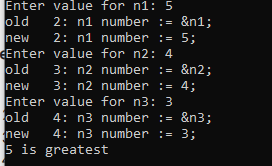 Enter value for n1: 5
old   2: n1 number := &n1;
new   2: n1 number := 5;
Enter value for n2: 4
old   3: n2 number := &n2;
new   3: n2 number := 4;
Enter value for n3: 3
old   4: n3 number := &n3;
new   4: n3 number := 3;
5 is greatest